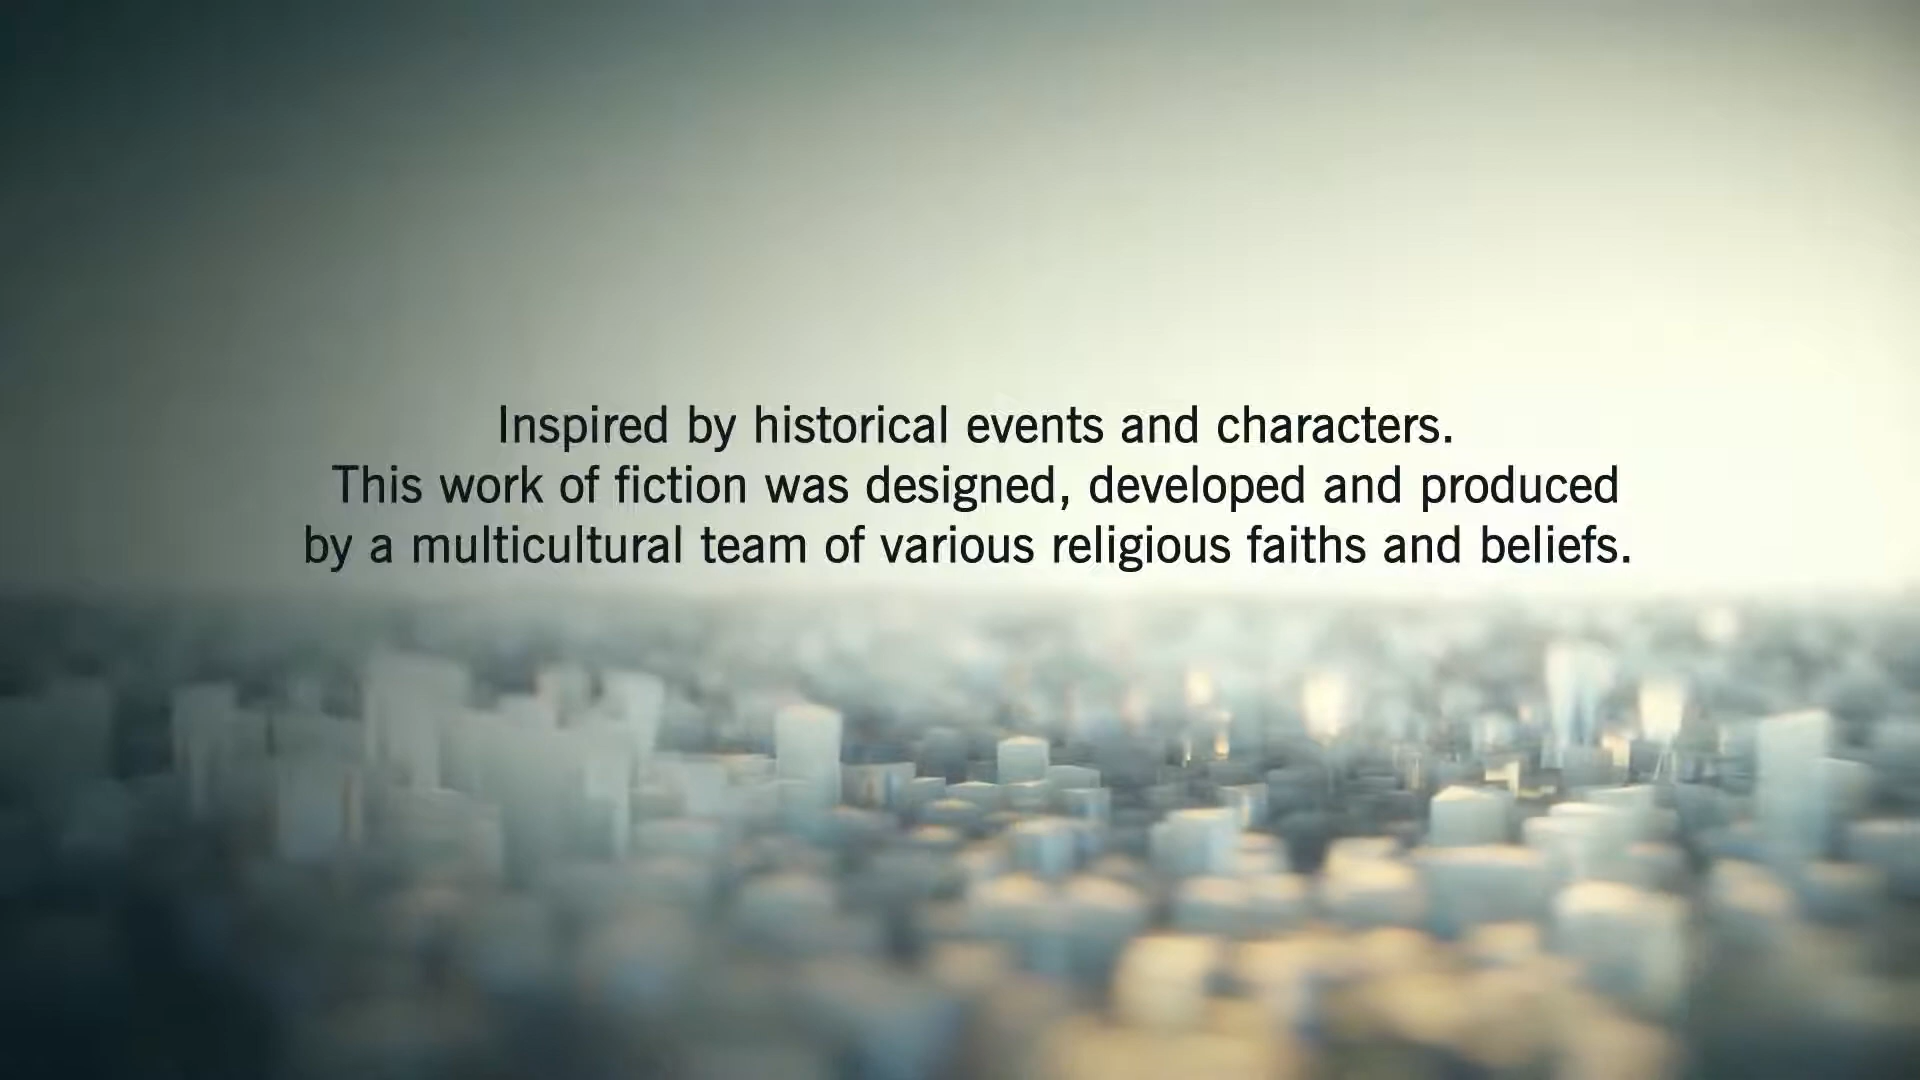 Inspired by historical events and characters.
This work of fiction was designed, developed and produced
by a multicultural team of various religious faiths and beliefs.